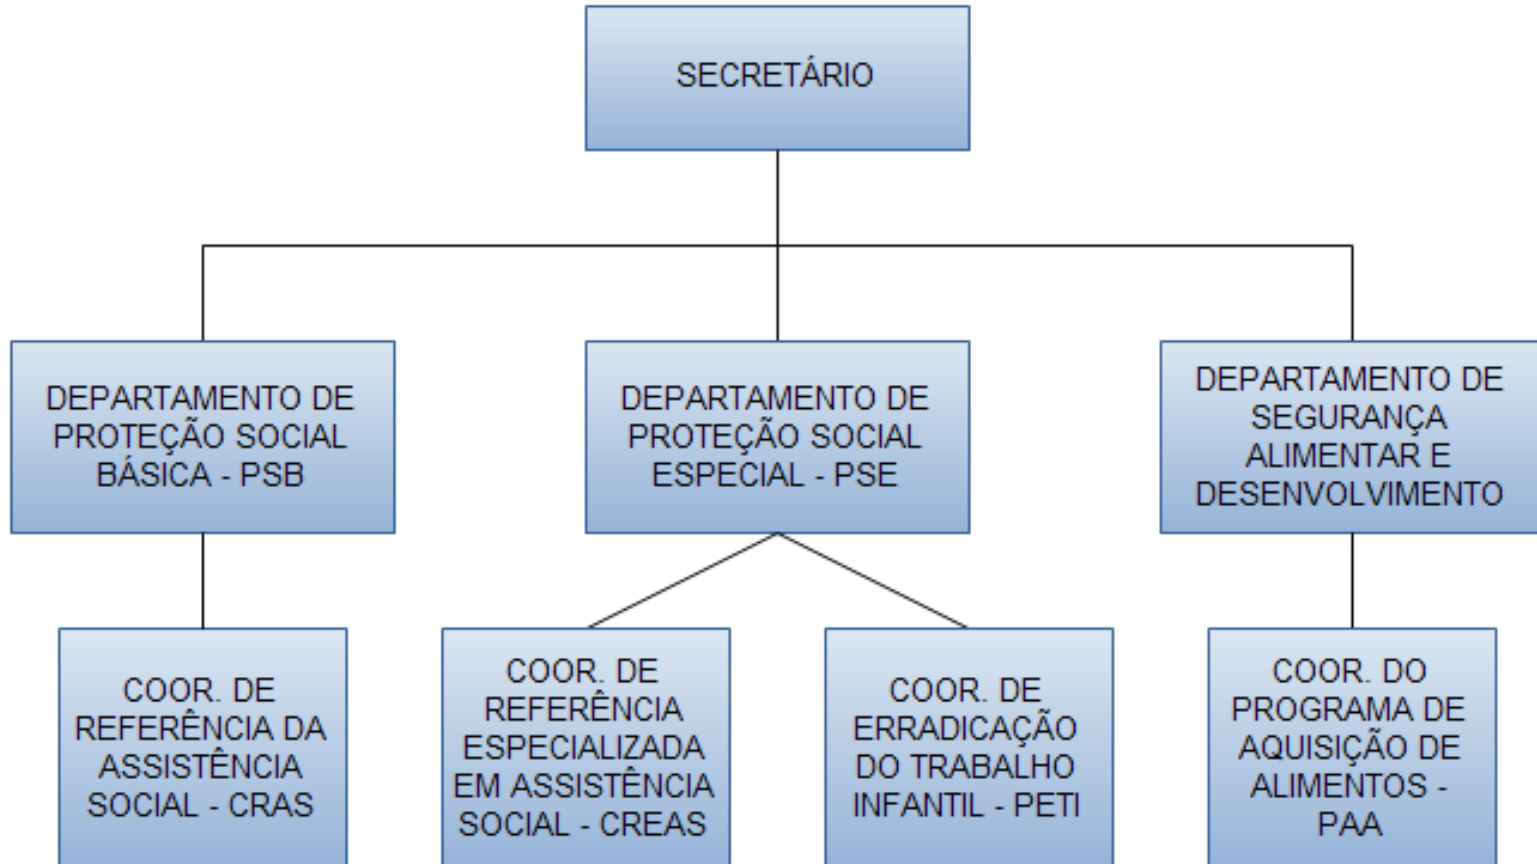 SECRETÁRIO
DEPARTAMENTO DE
PROTEÇÃO SOCIAL
BÁSICA - PSB
DEPARTAMENTO DE
PROTEÇÃO SOCIAL
ESPECIAL - PSE
DEPARTAMENTO DE
SEGURANÇA
ALIMENTAR E
DESENVOLVIMENTO
COOR. DE
REFERÊNCIA DA
ASSISTÊNCIA
SOCIAL - CRAS
COOR. DE
REFERÊNCIA
ESPECIALIZADA
EM ASSISTÊNCIA
SOCIAL - CREAS
COOR. DE
ERRADICAÇÃO
DO TRABALHO
INFANTIL - PETI
COOR. DO
PROGRAMA DE
AQUISIÇÃO DE
ALIMENTOS -
PAA